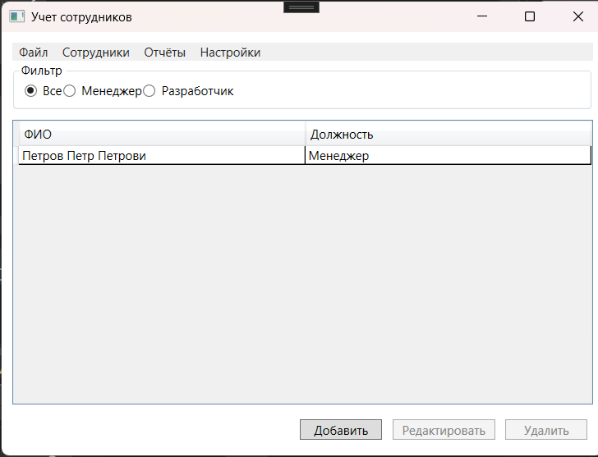 Учет сотрудников
Файл Сотрудники Отчёты Настройки
Фильтр
Все Менеджер Разработчик
ФИО Должность
Петров Петр Петрови Менеджер
Добавить Редактировать Удалить